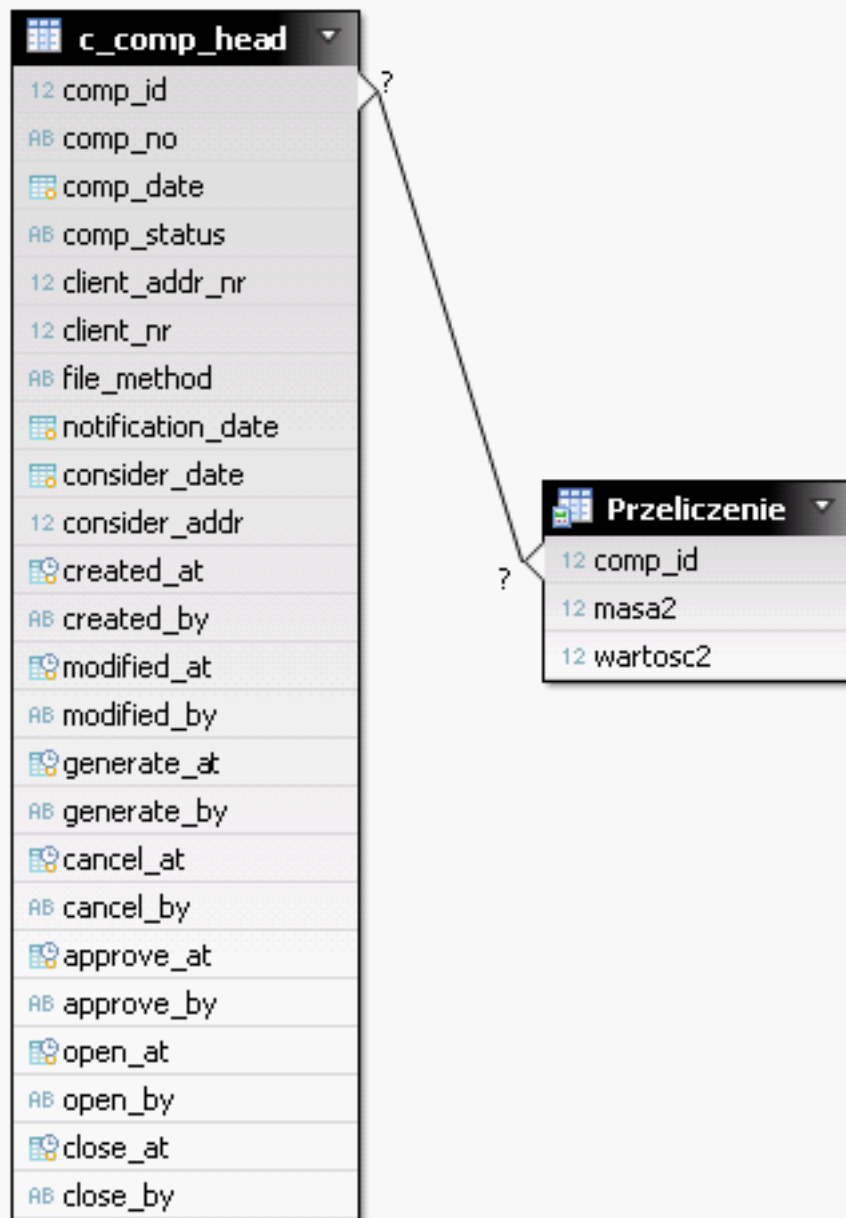 c_comp_head
12 comp_id
?
AB comp_no
comp_date
AB comp_status
12 client_addr_nr
12 client_nr
AB file_method
notification_date
consider_date
12 consider_addr
created_at
AB created_by
modified_at
AB modified_by
generate_at
AB generate_by
cancel_at
AB cancel_by
approve_at
AB approve_by
open_at
AB open_by
close_at
AB close_by
Przeliczenie
?
12 comp_id
12 masa2
12 wartosc2